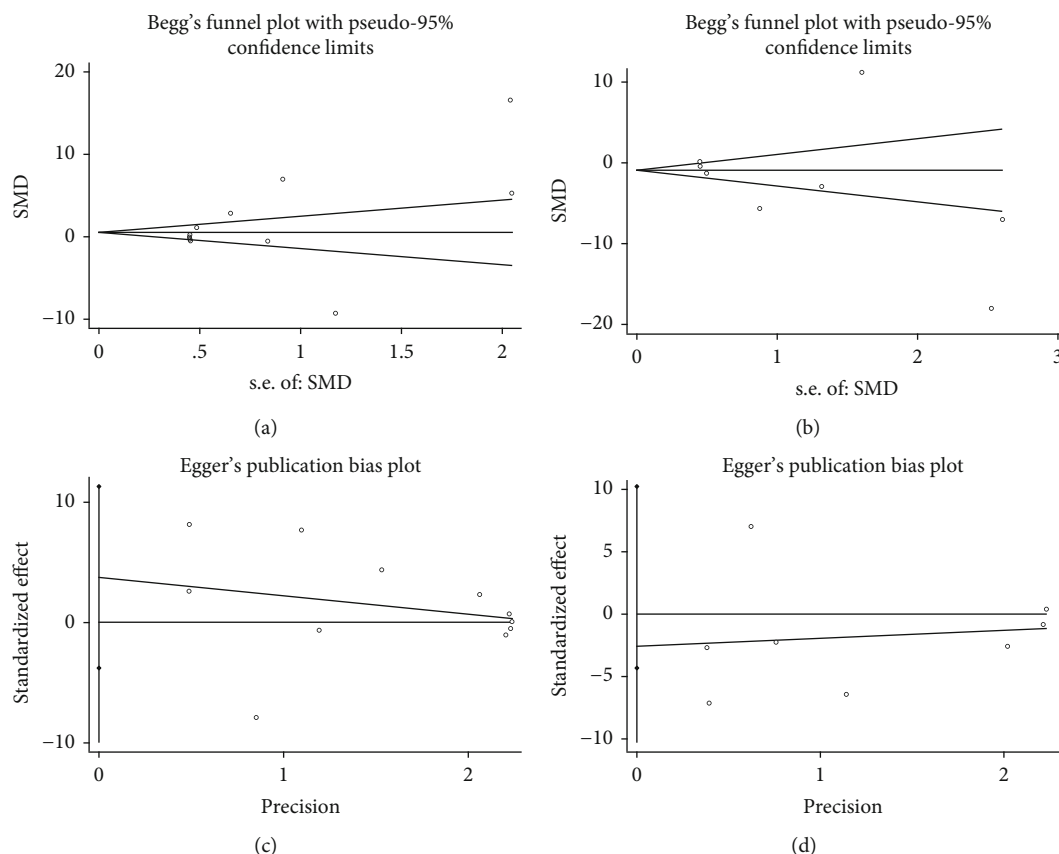 Begg's funnel plot with pseudo-95%
confidence limits
20
10
0
−10
SMD
0
.5
1
1.5
2
s.e. of: SMD
(a)
Begg's funnel plot with pseudo-95%
confidence limits
10
0
−10
−20
SMD
0
1
2
3
s.e. of: SMD
(b)
Egger's publication bias plot
10
0
−10
Standardized effect
0
1
2
Precision
(c)
Egger's publication bias plot
10
5
0
−5
−10
Standardized effect
0
1
2
Precision
(d)